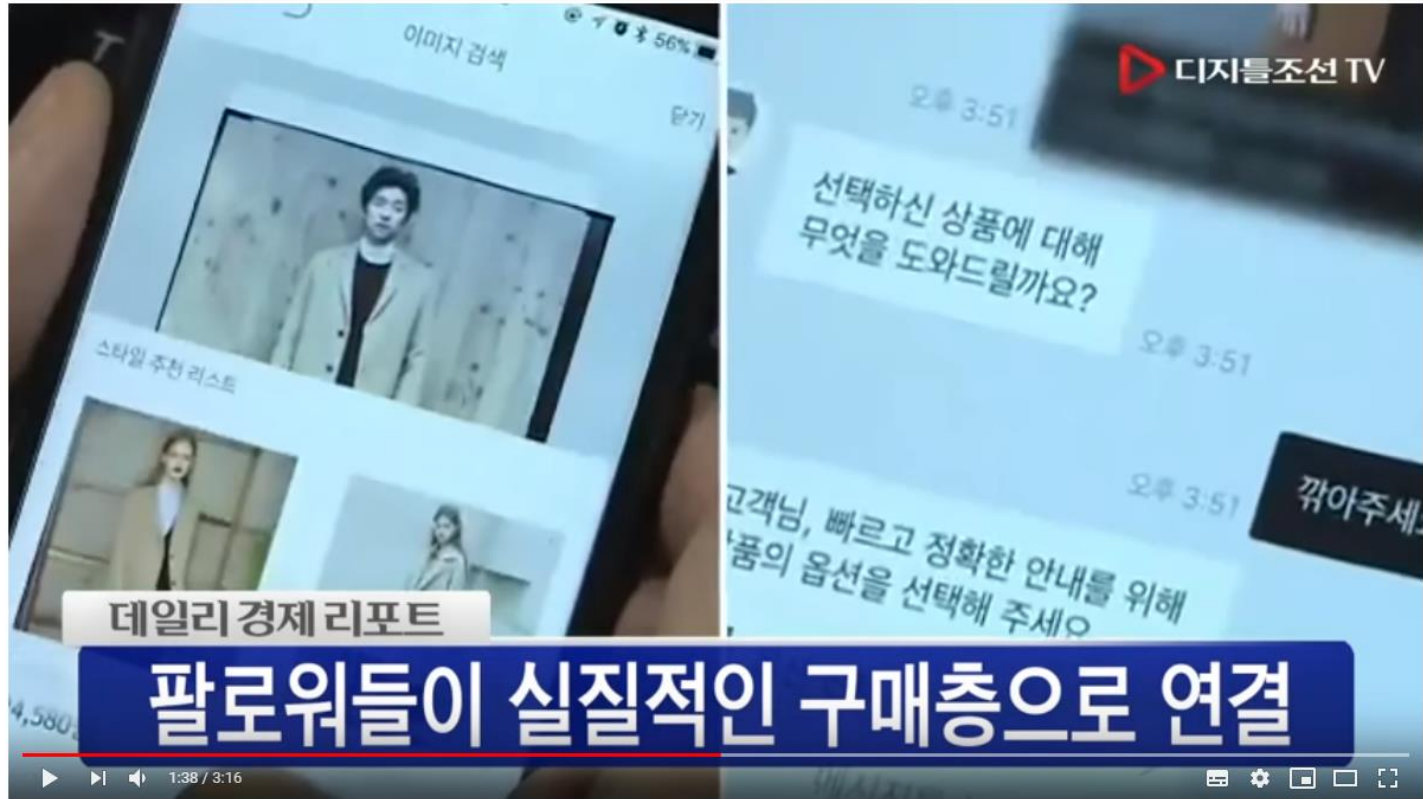 56%
이미지 검색
닫기
스타일 추천 리스트
디지틀조선TV
오후 3:51
선택하신 상품에 대해
무엇을 도와드릴까요?
오후 3:51
오후 3:51
깎아주세
고객님, 빠르고 정확한 안내를 위해
상품의 옵션을 선택해 주세요
데일리 경제 리포트
팔로워들이 실질적인 구매층으로 연결
4,580
1:38 / 3:16